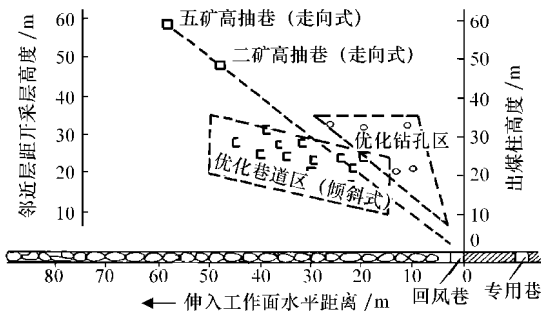 五矿高抽巷（走向式）
二矿高抽巷（走向式）
优化钻孔区
优化巷道区（倾斜式）
邻近层距开采层高度 /m
60
50
40
30
20
10
出煤柱高度 /m
60
50
40
30
20
10
0
80 70 60 50 40 30 20 10 0
回风巷
专用巷
伸入工作面水平距离 /m